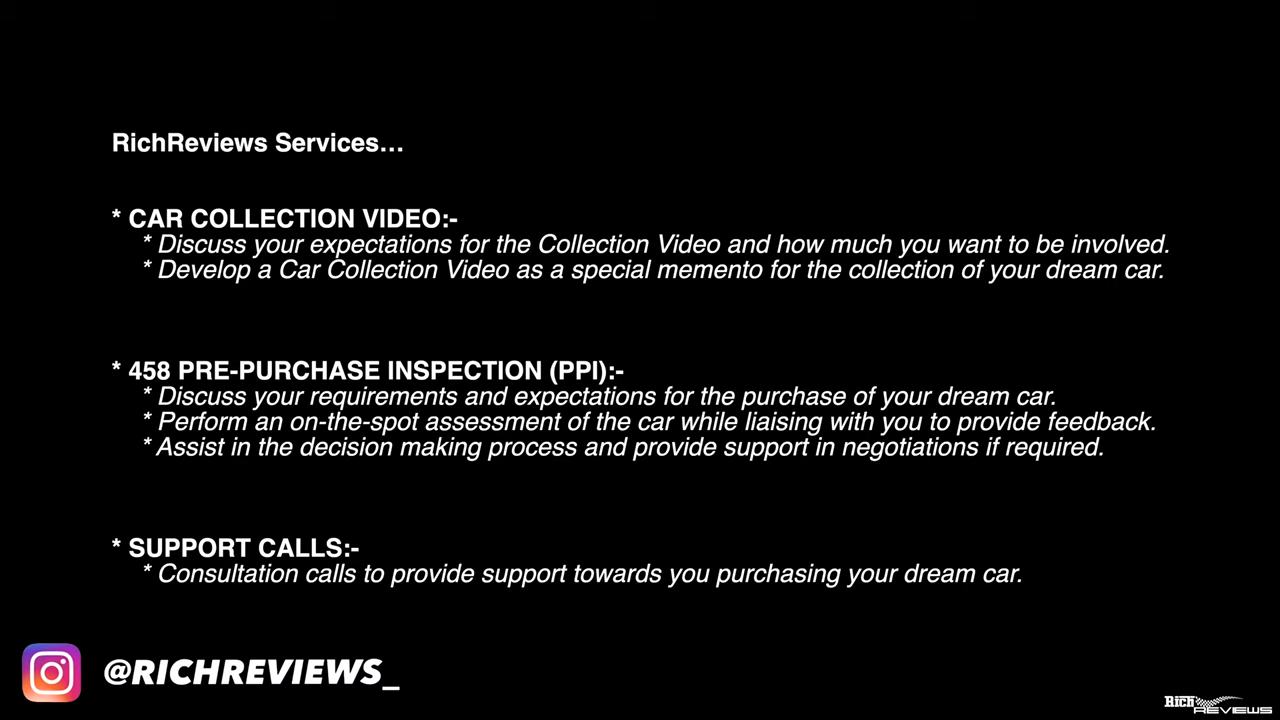 RichReviews Services…
* CAR COLLECTION VIDEO:-
* Discuss your expectations for the Collection Video and how much you want to be involved.
* Develop a Car Collection Video as a special memento for the collection of your dream car.
* 458 PRE-PURCHASE INSPECTION (PPI):-
* Discuss your requirements and expectations for the purchase of your dream car.
* Perform an on-the-spot assessment of the car while liaising with you to provide feedback.
* Assist in the decision making process and provide support in negotiations if required.
* SUPPORT CALLS:-
* Consultation calls to provide support towards you purchasing your dream car.
@RICHREVIEWS_
Rich
REVIEWS